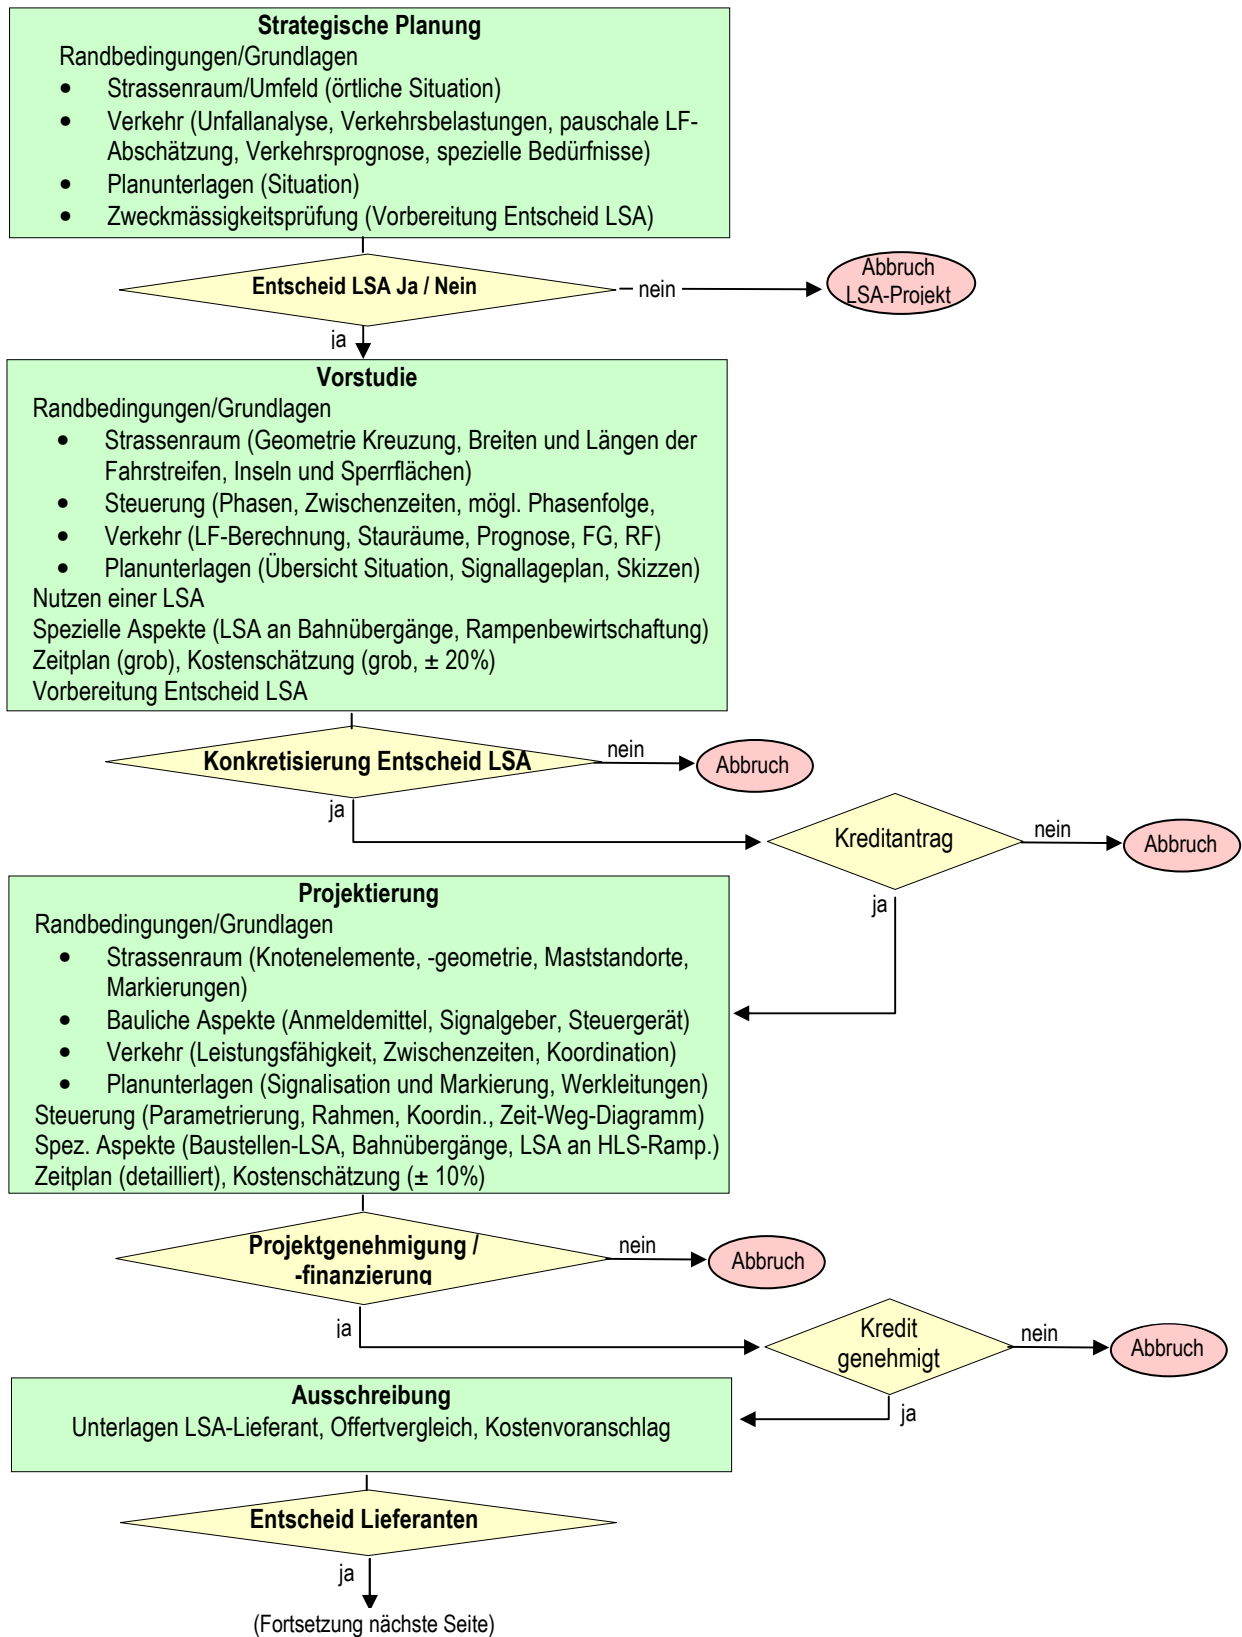 Strategische Planung
Randbedingungen/Grundlagen
• Strassenraum/Umfeld (örtliche Situation)
• Verkehr (Unfallanalyse, Verkehrsbelastungen, pauschale LF-
Abschätzung, Verkehrsprognose, spezielle Bedürfnisse)
• Planunterlagen (Situation)
• Zweckmässigkeitsprüfung (Vorbereitung Entscheid LSA)
Entscheid LSA Ja / Nein
nein
Abbruch
LSA-Projekt
ja
Vorstudie
Randbedingungen/Grundlagen
• Strassenraum (Geometrie Kreuzung, Breiten und Längen der
Fahrstreifen, Inseln und Sperrflächen)
• Steuerung (Phasen, Zwischenzeiten, mögl. Phasenfolge,
• Verkehr (LF-Berechnung, Stauräume, Prognose, FG, RF)
• Planunterlagen (Übersicht Situation, Signallageplan, Skizzen)
Nutzen einer LSA
Spezielle Aspekte (LSA an Bahnübergänge, Rampenbewirtschaftung)
Zeitplan (grob), Kostenschätzung (grob, ± 20%)
Vorbereitung Entscheid LSA
Konkretisierung Entscheid LSA
nein
Abbruch
ja
Kreditantrag
nein
Abbruch
ja
Projektierung
Randbedingungen/Grundlagen
• Strassenraum (Knotenelemente, -geometrie, Maststandorte,
Markierungen)
• Bauliche Aspekte (Anmeldemittel, Signalgeber, Steuergerät)
• Verkehr (Leistungsfähigkeit, Zwischenzeiten, Koordination)
• Planunterlagen (Signalisation und Markierung, Werkleitungen)
Steuerung (Parametrierung, Rahmen, Koordin., Zeit-Weg-Diagramm)
Spez. Aspekte (Baustellen-LSA, Bahnübergänge, LSA an HLS-Ramp.)
Zeitplan (detailliert), Kostenschätzung (± 10%)
Projektgenehmigung /
-finanzierung
nein
Abbruch
ja
Kredit
genehmigt
nein
Abbruch
ja
Ausschreibung
Unterlagen LSA-Lieferant, Offertvergleich, Kostenvoranschlag
Entscheid Lieferanten
ja
(Fortsetzung nächste Seite)